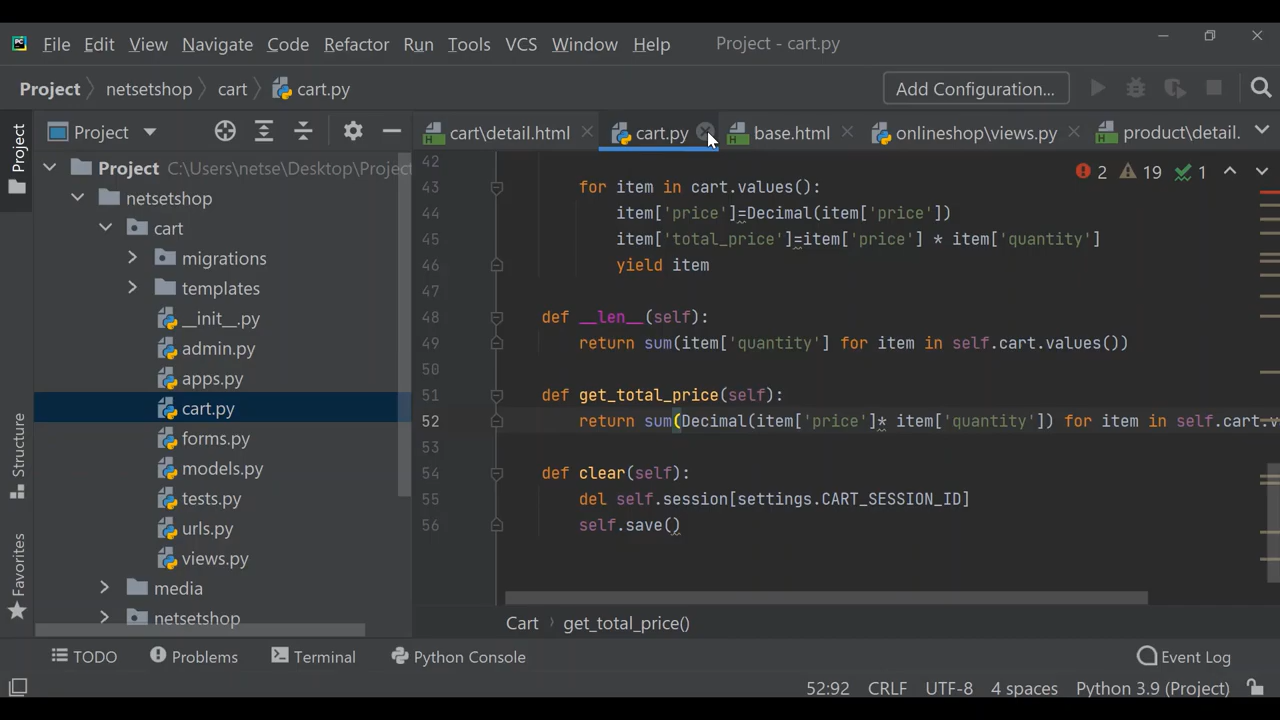 File Edit View Navigate Code Refactor Run Tools VCS Window Help Project - cart.py
Project netsetshop cart cart.py Add Configuration...
Project cart\detail.html cart.py base.html onlineshop\views.py product\detail.
Project
Structure
Favorites
Project C:\Users\netse\Desktop\Project
netsetshop
cart
migrations
templates
__init__.py
admin.py
apps.py
cart.py
forms.py
models.py
tests.py
urls.py
views.py
media
netsetshop
2 19 1
42
43 for item in cart.values():
44 item['price']=Decimal(item['price'])
45 item['total_price']=item['price'] * item['quantity']
46 yield item
47
48 def __len__(self):
49 return sum(item['quantity'] for item in self.cart.values())
50
51 def get_total_price(self):
52 return sum(Decimal(item['price']* item['quantity']) for item in self.cart.v
53
54 def clear(self):
55 del self.session[settings.CART_SESSION_ID]
56 self.save()
Cart get_total_price()
TODO Problems Terminal Python Console Event Log
52:92 CRLF UTF-8 4 spaces Python 3.9 (Project)